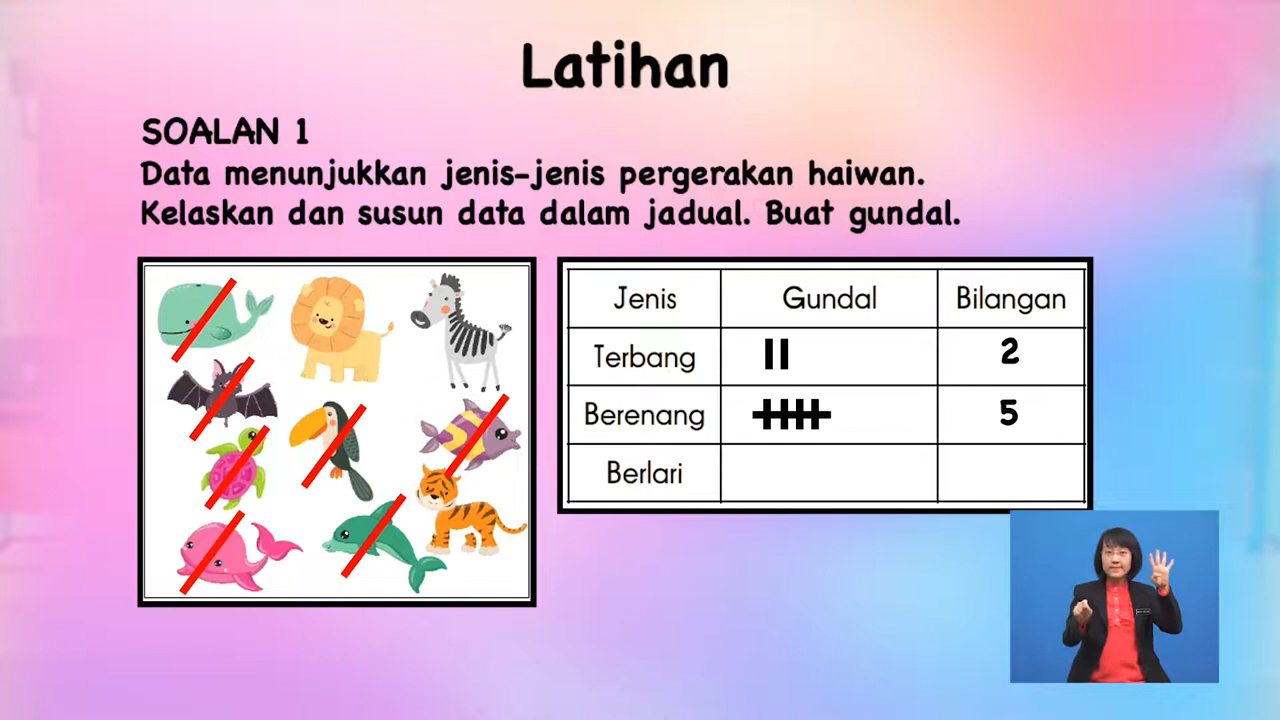 Latihan
SOALAN 1
Data menunjukkan jenis-jenis pergerakan haiwan.
Kelaskan dan susun data dalam jadual. Buat gundal.
Jenis Gundal Bilangan
Terbang 2
Berenang 5
Berlari